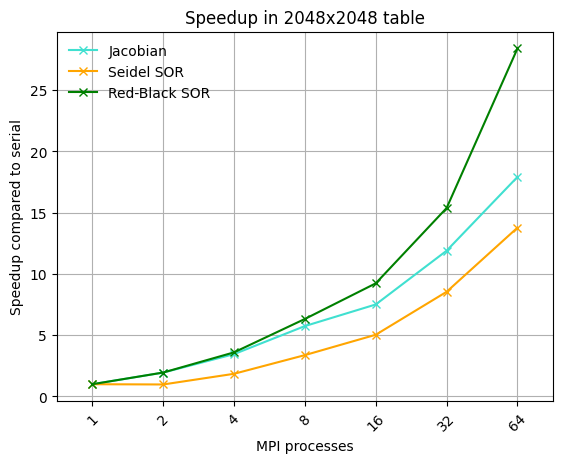 Speedup in 2048x2048 table
Jacobian
Seidel SOR
Red-Black SOR
Speedup compared to serial
25
20
15
10
5
0
1
2
4
8
16
32
64
MPI processes